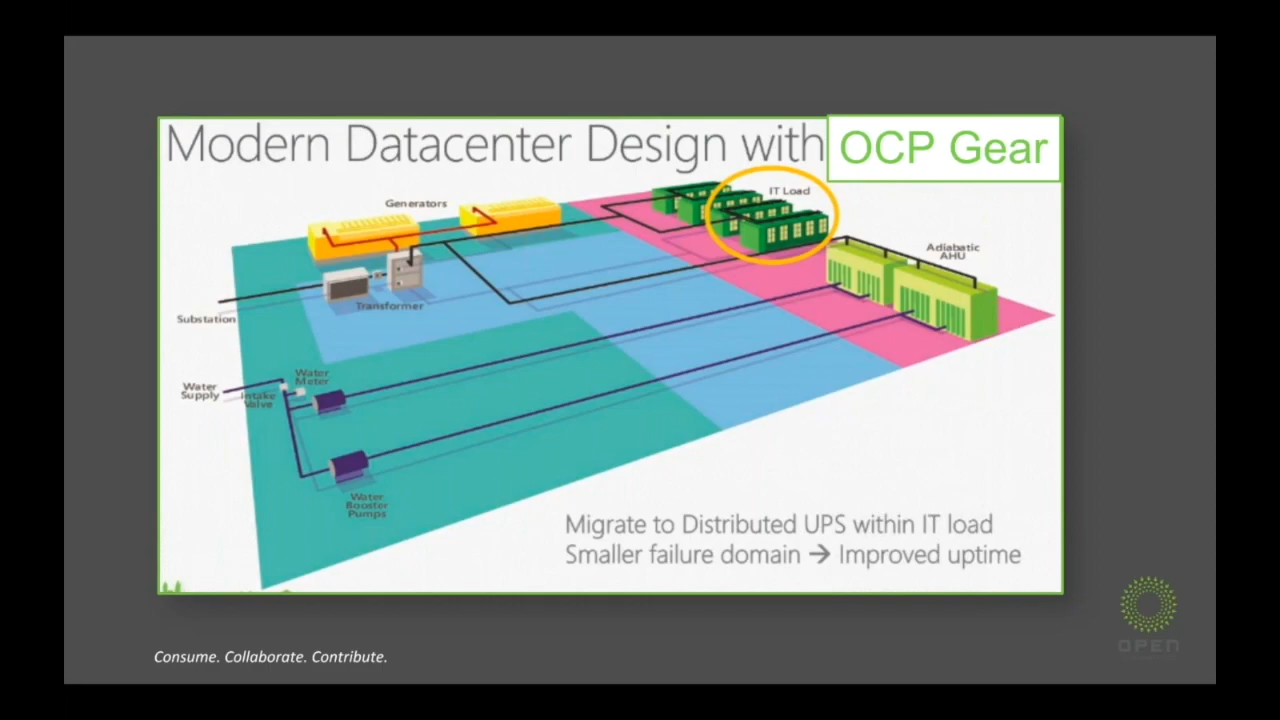 Modern Datacenter Design with OCP Gear
IT Load
Generators
Adiabatic
AHU
Transformer
Substation
Water
Meter
Water
Supply
Intake
Valve
Water
Booster
Pumps
Migrate to Distributed UPS within IT load
Smaller failure domain → Improved uptime
OPEN
Consume. Collaborate. Contribute.